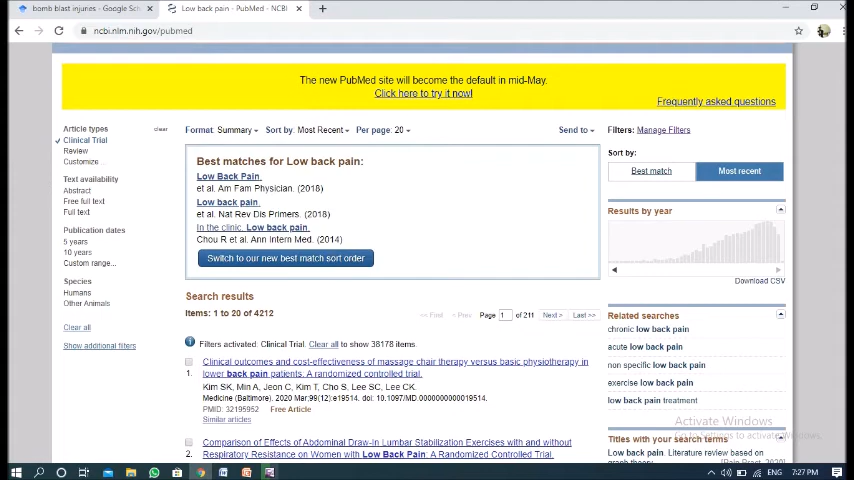 bomb blast injuries - Google Sch
Low back pain - PubMed - NCBI
ncbi.nlm.nih.gov/pubmed
The new PubMed site will become the default in mid-May.
Click here to try it now!
Frequently asked questions
Article types
clear
Clinical Trial
Review
Customize ...
Text availability
Abstract
Free full text
Full text
Publication dates
5 years
10 years
Custom range...
Species
Humans
Other Animals
Clear all
Show additional filters
Format: Summary
Sort by: Most Recent
Per page: 20
Send to
Best matches for Low back pain:
Low Back Pain.
et al. Am Fam Physician. (2018)
Low back pain.
et al. Nat Rev Dis Primers. (2018)
In the clinic. Low back pain.
Chou R et al. Ann Intern Med. (2014)
Switch to our new best match sort order
Search results
Items: 1 to 20 of 4212
<< First < Prev Page 1 of 211 Next > Last >>
Filters activated: Clinical Trial. Clear all to show 38178 items.
Clinical outcomes and cost-effectiveness of massage chair therapy versus basic physiotherapy in
1. lower back pain patients: A randomized controlled trial.
Kim SK, Min A, Jeon C, Kim T, Cho S, Lee SC, Lee CK.
Medicine (Baltimore). 2020 Mar;99(12):e19514. doi: 10.1097/MD.0000000000019514.
PMID: 32195952 Free Article
Similar articles
Comparison of Effects of Abdominal Draw-in Lumbar Stabilization Exercises with and without
2. Respiratory Resistance on Women with Low Back Pain: A Randomized Controlled Trial.
Filters: Manage Filters
Sort by:
Best match
Most recent
Results by year
Download CSV
Related searches
chronic low back pain
acute low back pain
non specific low back pain
exercise low back pain
low back pain treatment
Activate Windows
Go to Settings to activate Windows.
Titles with your search terms
Low back pain. Literature review based on
graph theory
[Pain Pract. 2020]
ENG
7:27 PM